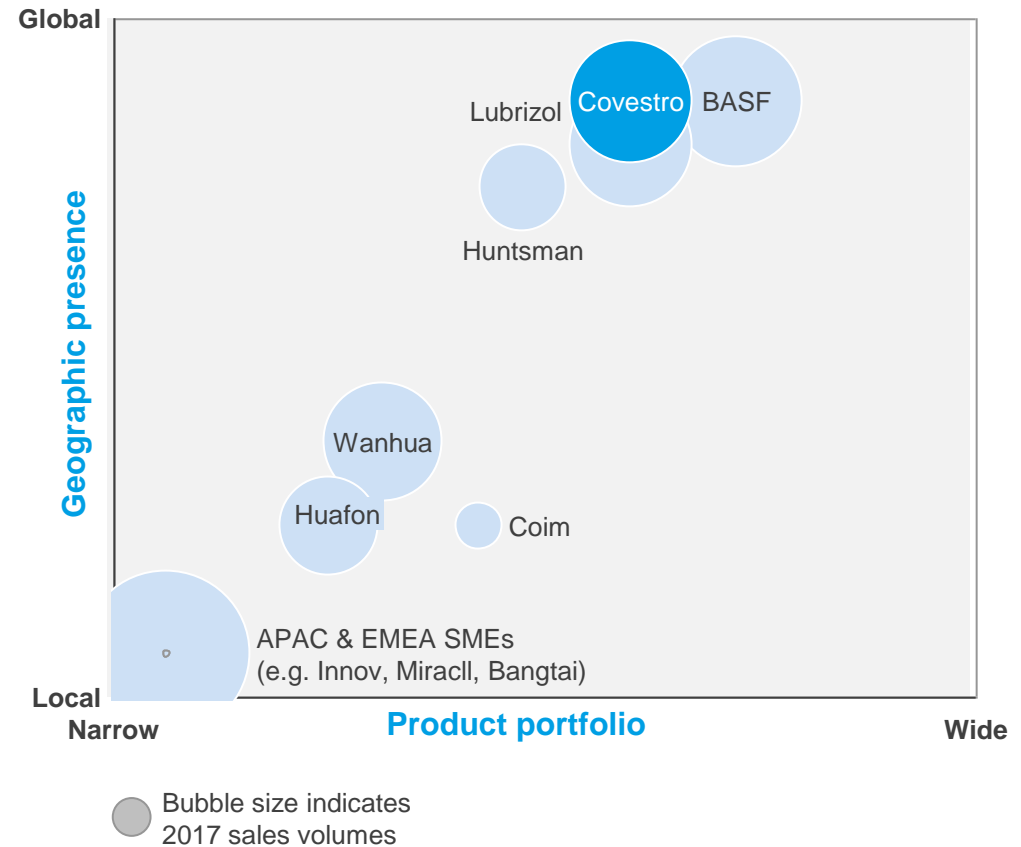 Global
Covestro
BASF
Lubrizol
Huntsman
Geographic presence
Wanhua
Huafon
Coim
APAC & EMEA SMEs
(e.g. Innov, Miracll, Bangtai)
Local
Narrow
Product portfolio
Wide
Bubble size indicates
2017 sales volumes